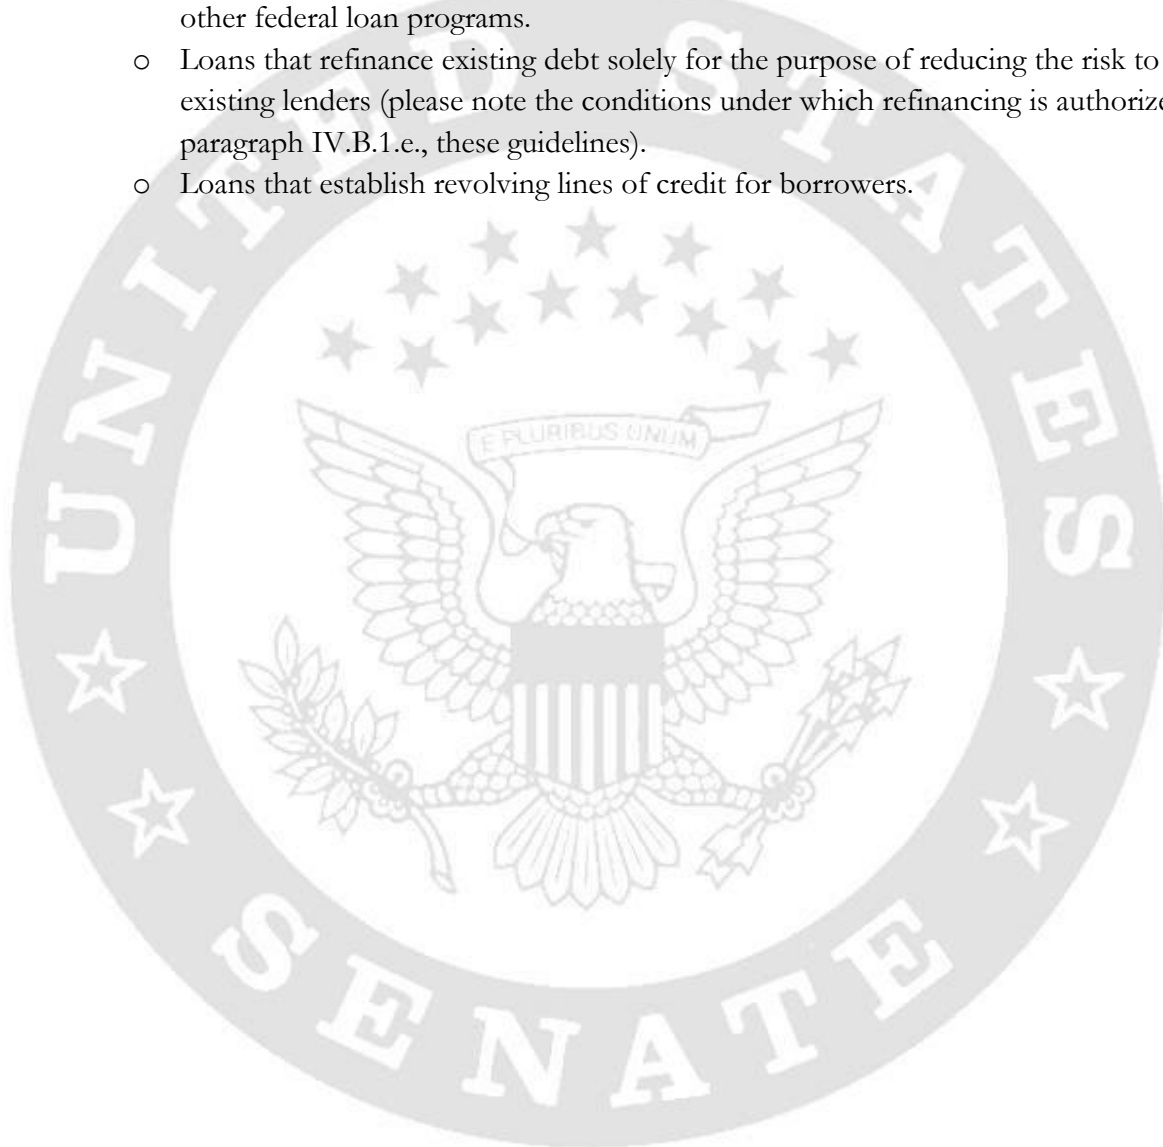 other federal loan programs.
o Loans that refinance existing debt solely for the purpose of reducing the risk to
existing lenders (please note the conditions under which refinancing is authorize
paragraph IV.B.1.e., these guidelines).
o Loans that establish revolving lines of credit for borrowers.
UNITED STATES
E PLURIBUS UNUM
SENATE